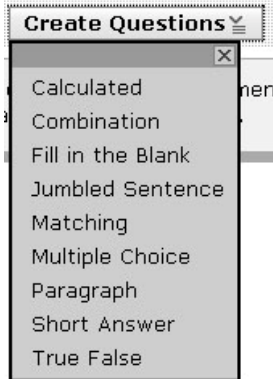 Create Questions
Calculated
Combination
Fill in the Blank
Jumbled Sentence
Matching
Multiple Choice
Paragraph
Short Answer
True False